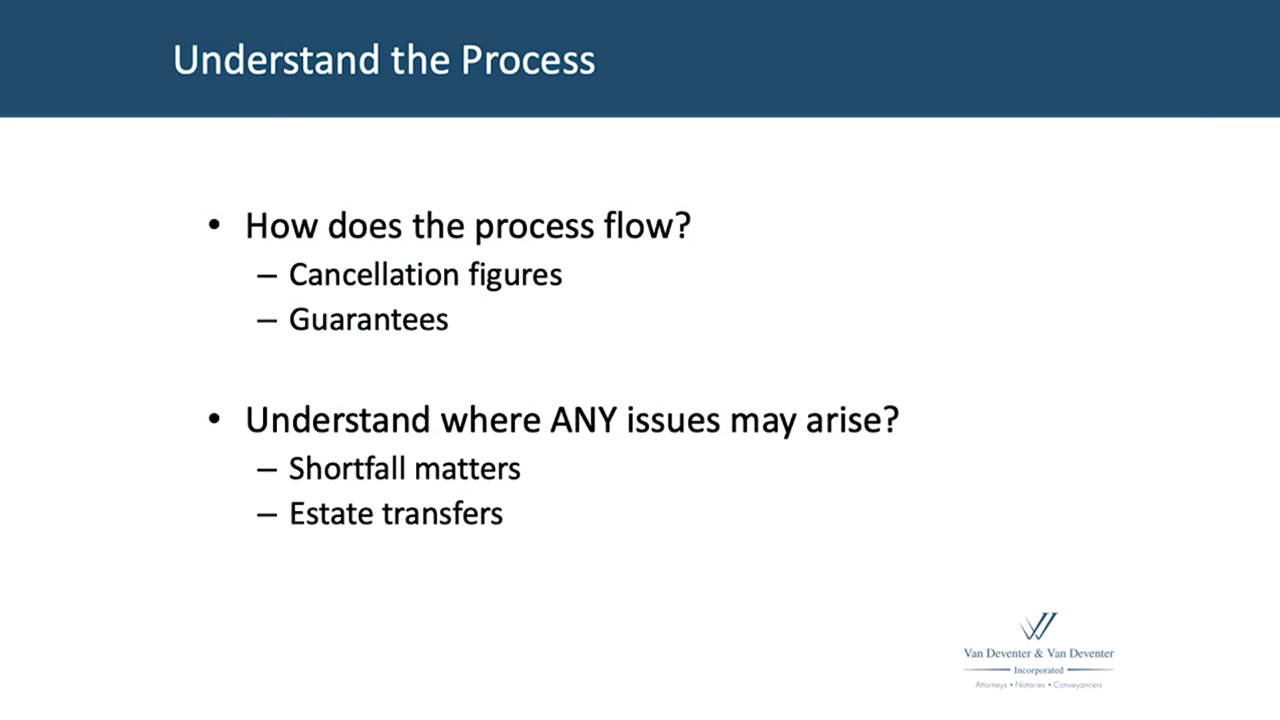 Understand the Process
• How does the process flow?
– Cancellation figures
– Guarantees
• Understand where ANY issues may arise?
– Shortfall matters
– Estate transfers
Van Deventer & Van Deventer
Incorporated
Attorneys • Notaries • Conveyancers